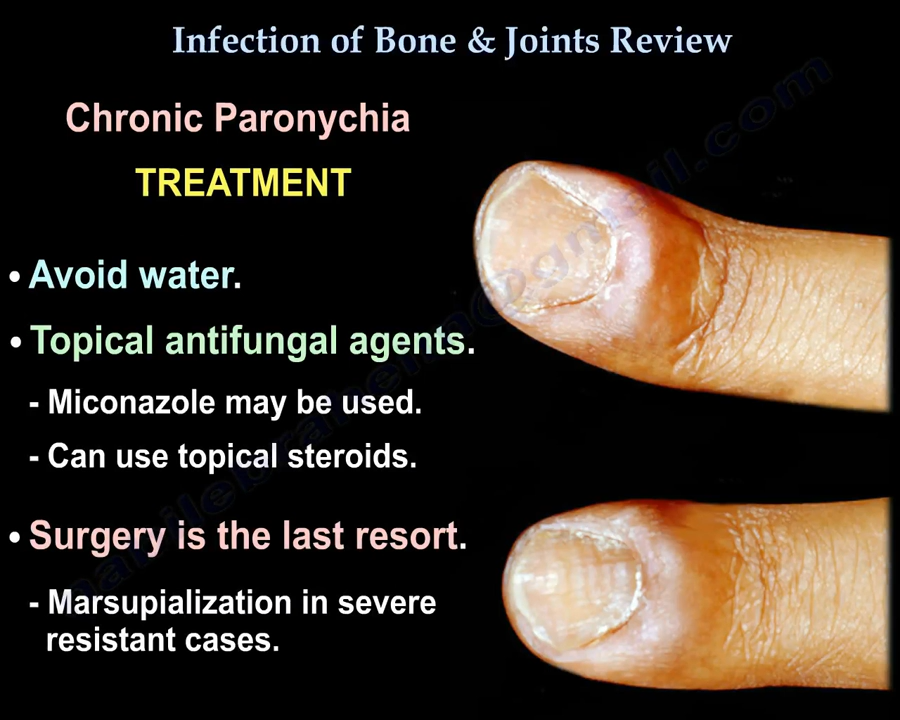 Infection of Bone & Joints Review
Chronic Paronychia
TREATMENT
• Avoid water.
• Topical antifungal agents.
- Miconazole may be used.
- Can use topical steroids.
• Surgery is the last resort.
- Marsupialization in severe
resistant cases.